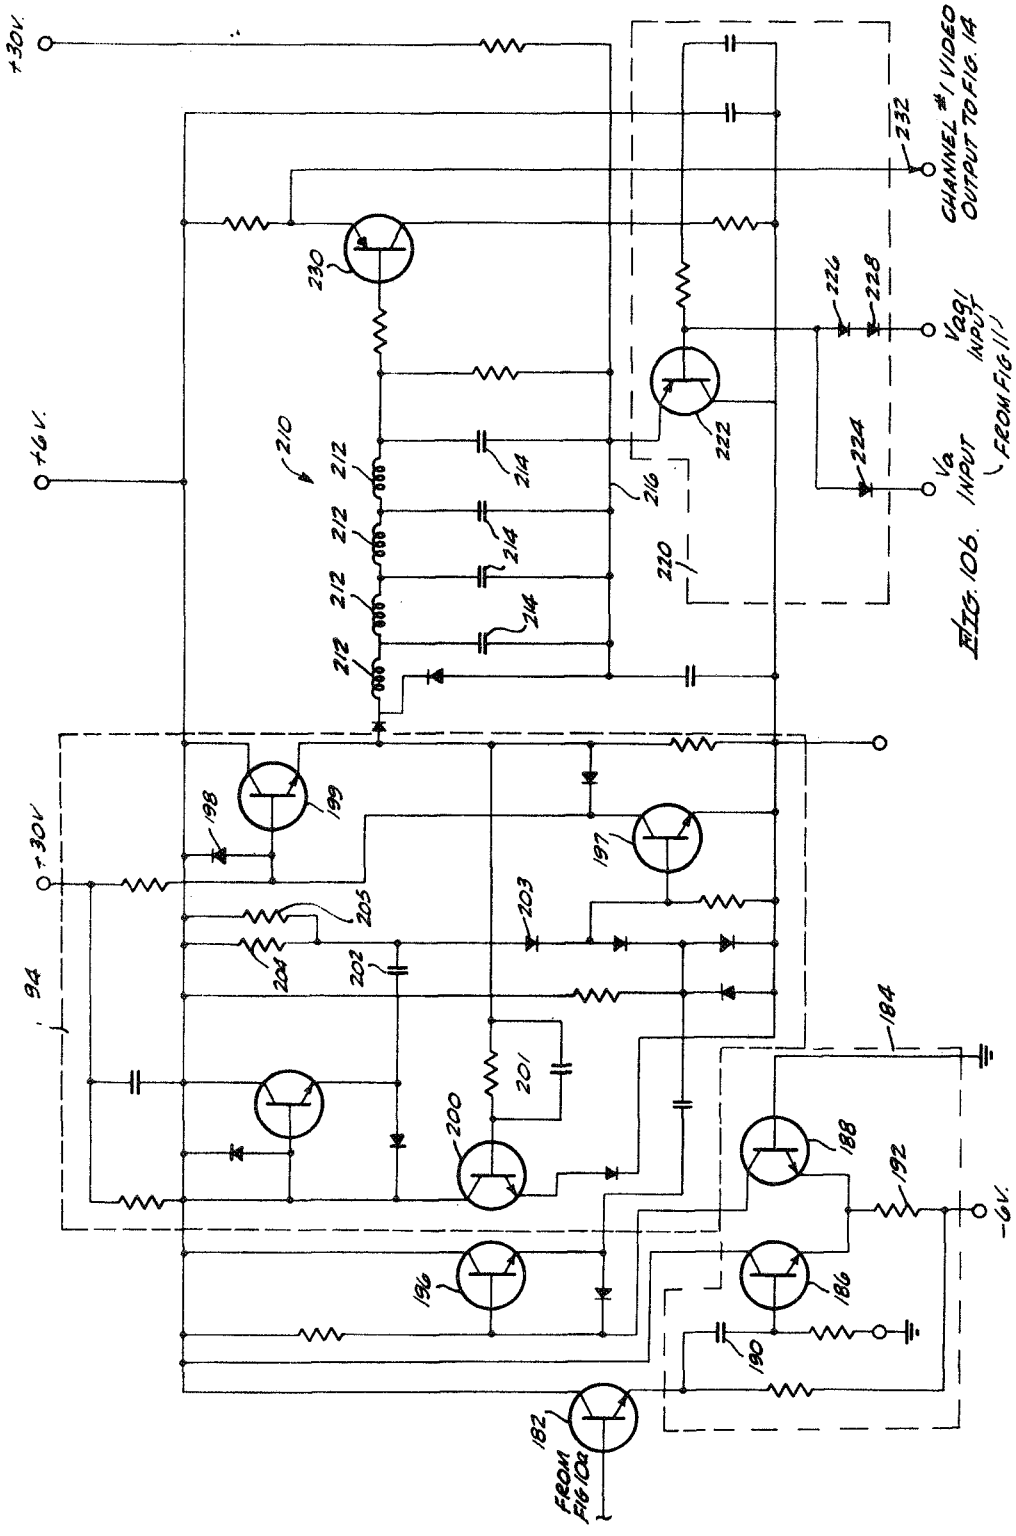 +30V.
+6V.
+30V
94
198
199
205
204
202
203
197
200
201
196
182
FROM
FIG 10a
184
188
186
190
192
-6V.
210
212
212
212
212
214
214
214
216
220
222
224
226
228
230
232
CHANNEL #1 VIDEO
OUTPUT TO FIG. 14
Vag1
INPUT
Va
INPUT
(FROM FIG 11)
FIG. 10b.